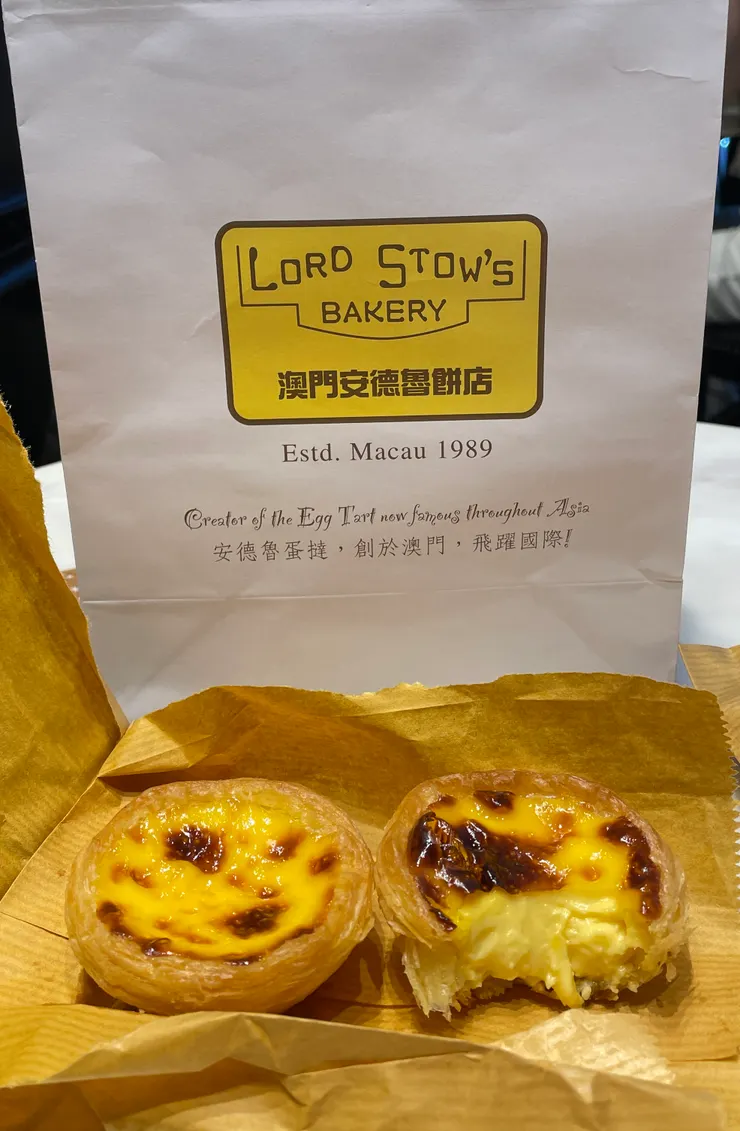 LORD STOW'S
BAKERY
澳門安德魯餅店
Estd. Macau 1989
Creator of the Egg Tart now famous throughout Asia
安德魯蛋撻，創於澳門，飛躍國際!